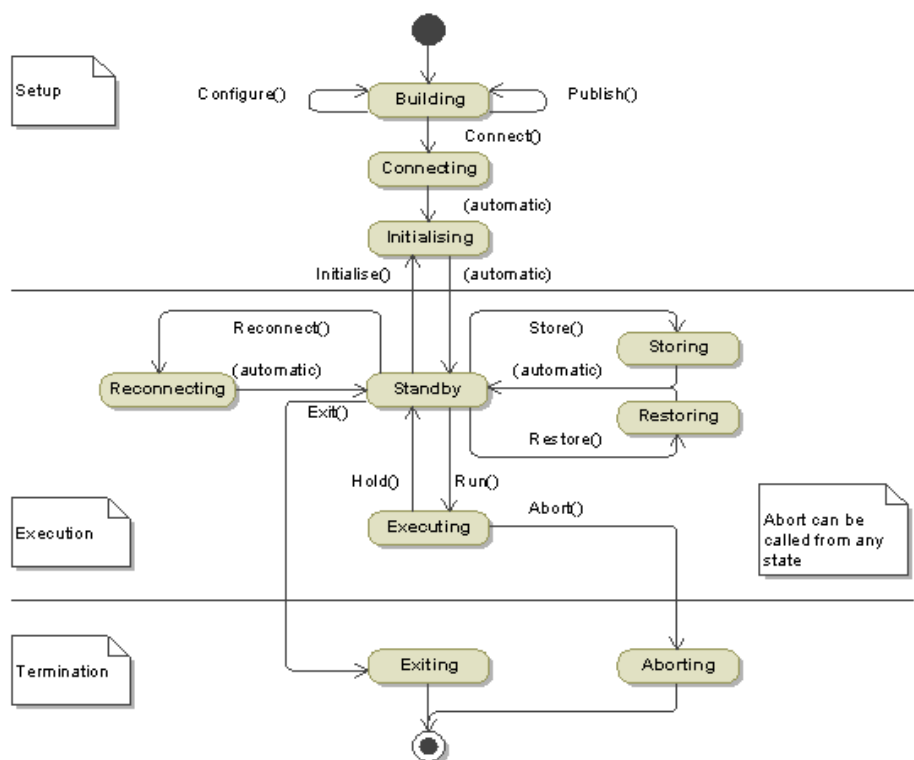 Setup
Configure()
Building
Publish()
Connect()
Connecting
(automatic)
Initialising
Initialise()
(automatic)
Reconnect()
Store()
Storing
Reconnecting
(automatic)
Standby
(automatic)
Exit()
Restoring
Restore()
Hold()
Run()
Execution
Executing
Abort()
Abort can be
called from any
state
Termination
Exiting
Aborting